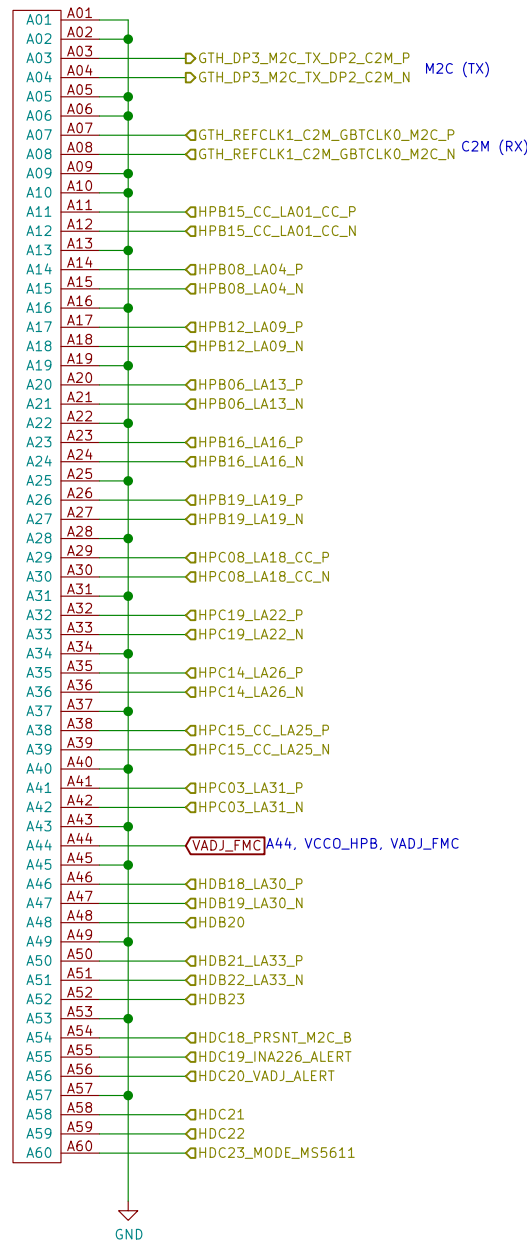 A01 A01
A02 A02
A03 A03 GTH_DP3_M2C_TX_DP2_C2M_P
M2C (TX)
A04 A04 GTH_DP3_M2C_TX_DP2_C2M_N
A05 A05
A06 A06
A07 A07 GTH_REFCLK1_C2M_GBTCLK0_M2C_P
C2M (RX)
A08 A08 GTH_REFCLK1_C2M_GBTCLK0_M2C_N
A09 A09
A10 A10
A11 A11 HPB15_CC_LA01_CC_P
A12 A12 HPB15_CC_LA01_CC_N
A13 A13
A14 A14 HPB08_LA04_P
A15 A15 HPB08_LA04_N
A16 A16
A17 A17 HPB12_LA09_P
A18 A18 HPB12_LA09_N
A19 A19
A20 A20 HPB06_LA13_P
A21 A21 HPB06_LA13_N
A22 A22
A23 A23 HPB16_LA16_P
A24 A24 HPB16_LA16_N
A25 A25
A26 A26 HPB19_LA19_P
A27 A27 HPB19_LA19_N
A28 A28
A29 A29 HPC08_LA18_CC_P
A30 A30 HPC08_LA18_CC_N
A31 A31
A32 A32 HPC19_LA22_P
A33 A33 HPC19_LA22_N
A34 A34
A35 A35 HPC14_LA26_P
A36 A36 HPC14_LA26_N
A37 A37
A38 A38 HPC15_CC_LA25_P
A39 A39 HPC15_CC_LA25_N
A40 A40
A41 A41 HPC03_LA31_P
A42 A42 HPC03_LA31_N
A43 A43
A44 A44 VADJ_FMC A44, VCCO_HPB, VADJ_FMC
A45 A45
A46 A46 HDB18_LA30_P
A47 A47 HDB19_LA30_N
A48 A48 HDB20
A49 A49
A50 A50 HDB21_LA33_P
A51 A51 HDB22_LA33_N
A52 A52 HDB23
A53 A53
A54 A54 HDC18_PRSNT_M2C_B
A55 A55 HDC19_INA226_ALERT
A56 A56 HDC20_VADJ_ALERT
A57 A57
A58 A58 HDC21
A59 A59 HDC22
A60 A60 HDC23_MODE_MS5611
GND